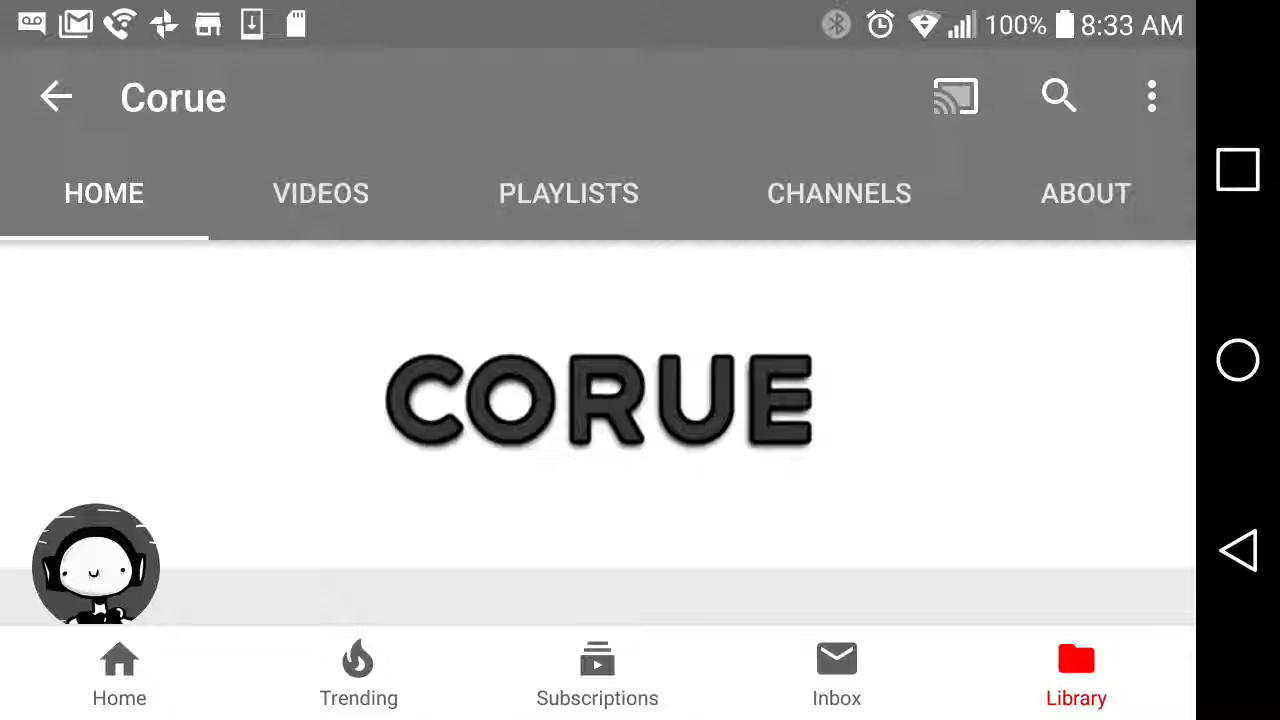 100% 8:33 AM
Corue
HOME VIDEOS PLAYLISTS CHANNELS ABOUT
CORUE
Home Trending Subscriptions Inbox Library